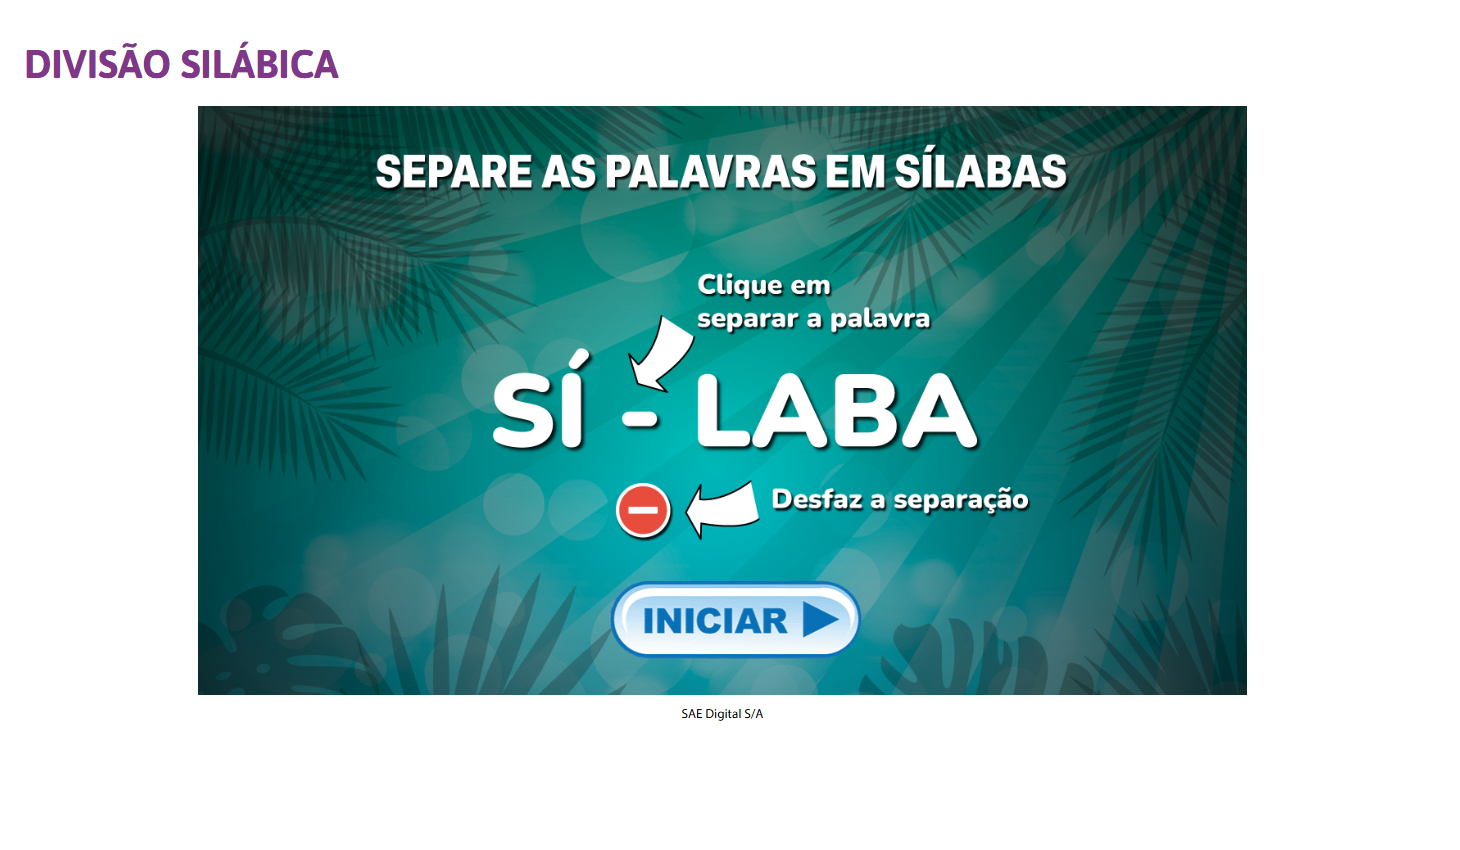 DIVISÃO SILÁBICA
SEPARE AS PALAVRAS EM SÍLABAS
Clique em
separar a palavra
SÍ - LABA
Desfaz a separação
INICIAR
SAE Digital S/A